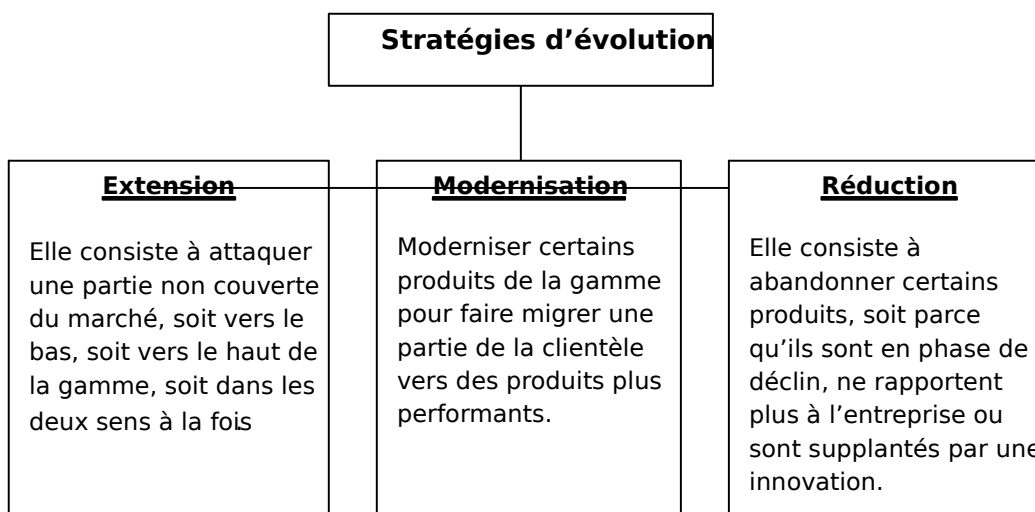 Stratégies d’évolution
Extension
Elle consiste à attaquer
une partie non couverte
du marché, soit vers le
bas, soit vers le haut de
la gamme, soit dans les
deux sens à la fois.
Modernisation
Moderniser certains
produits de la gamme
pour faire migrer une
partie de la clientèle
vers des produits plus
performants.
Réduction
Elle consiste à
abandonner certains
produits, soit parce
qu’ils sont en phase de
déclin, ne rapportent
plus à l’entreprise ou
sont supplantés par une
innovation.